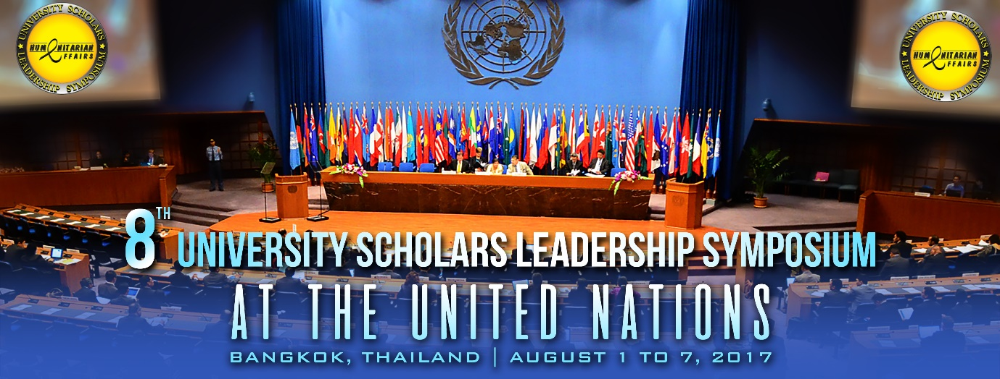 UNIVERSITY SCHOLARS
HUMANITARIAN
AFFAIRS
LEADERSHIP SYMPOSIUM
UNIVERSITY SCHOLARS
HUMANITARIAN
AFFAIRS
LEADERSHIP SYMPOSIUM
8TH UNIVERSITY SCHOLARS LEADERSHIP SYMPOSIUM
AT THE UNITED NATIONS
BANGKOK, THAILAND | AUGUST 1 TO 7, 2017